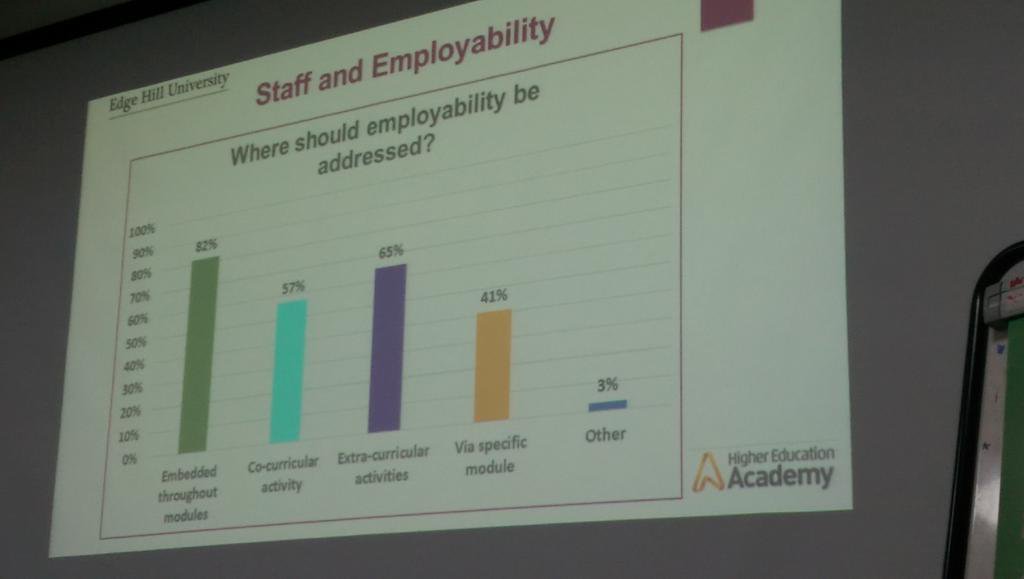 Edge Hill University
Staff and Employability
Where should employability be
addressed?
100%
90%
80%
70%
60%
50%
40%
30%
20%
10%
0%
82%
57%
65%
41%
3%
Embedded
throughout
modules
Co-curricular
activity
Extra-curricular
activities
Via specific
module
Other
Higher Education
Academy